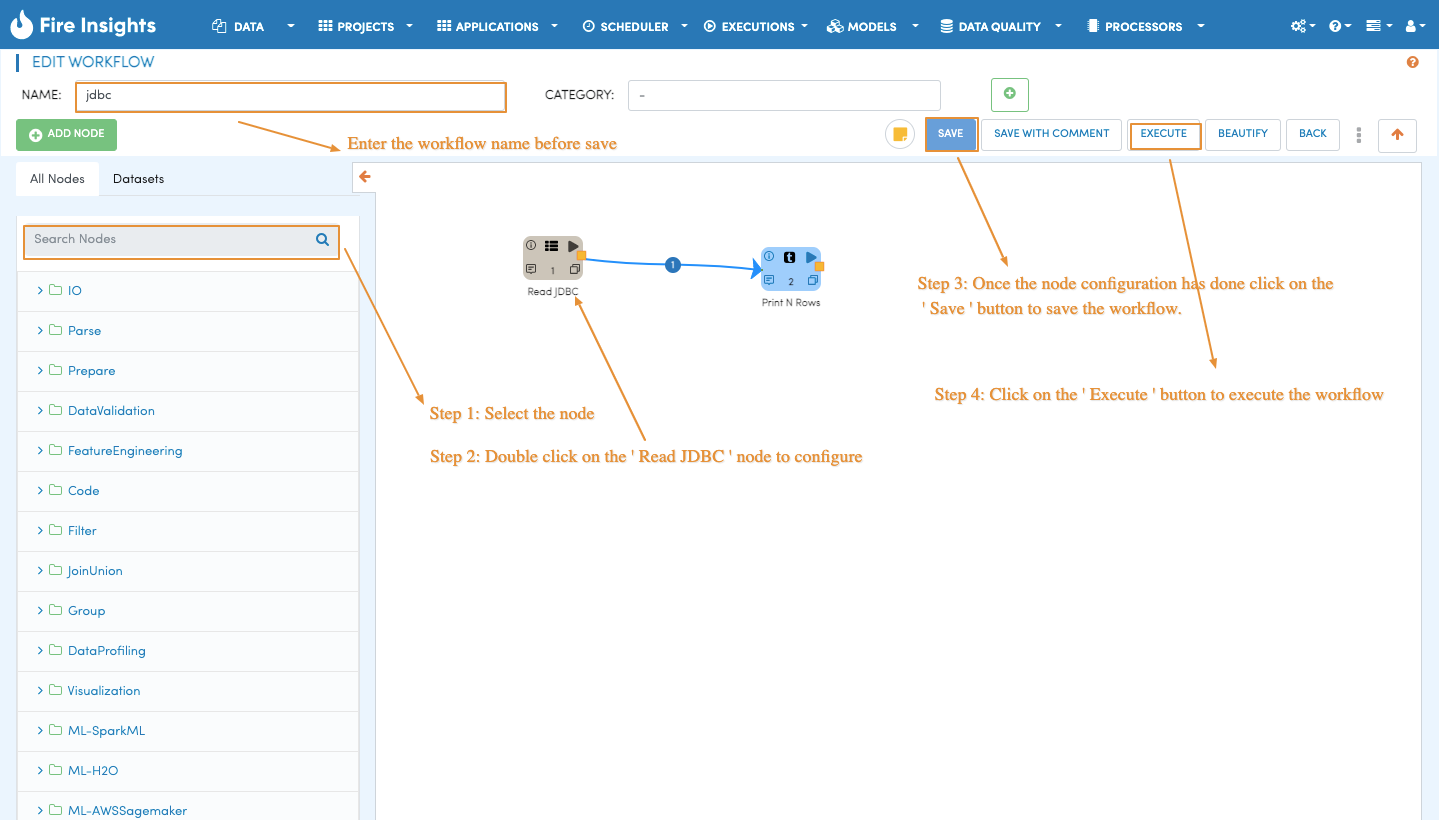 Fire Insights DATA PROJECTS APPLICATIONS SCHEDULER EXECUTIONS MODELS DATA QUALITY PROCESSORS
EDIT WORKFLOW
NAME: jdbc CATEGORY: -
ADD NODE SAVE SAVE WITH COMMENT EXECUTE BEAUTIFY BACK
Enter the workflow name before save
All Nodes Datasets
Search Nodes
IO
Parse
Prepare
DataValidation
FeatureEngineering
Code
Filter
JoinUnion
Group
DataProfiling
Visualization
ML-SparkML
ML-H2O
ML-AWSSagemaker
1
Read JDBC
1
t
2
Print N Rows
Step 3: Once the node configuration has done click on the
' Save ' button to save the workflow.
Step 4: Click on the ' Execute ' button to execute the workflow
Step 1: Select the node
Step 2: Double click on the ' Read JDBC ' node to configure